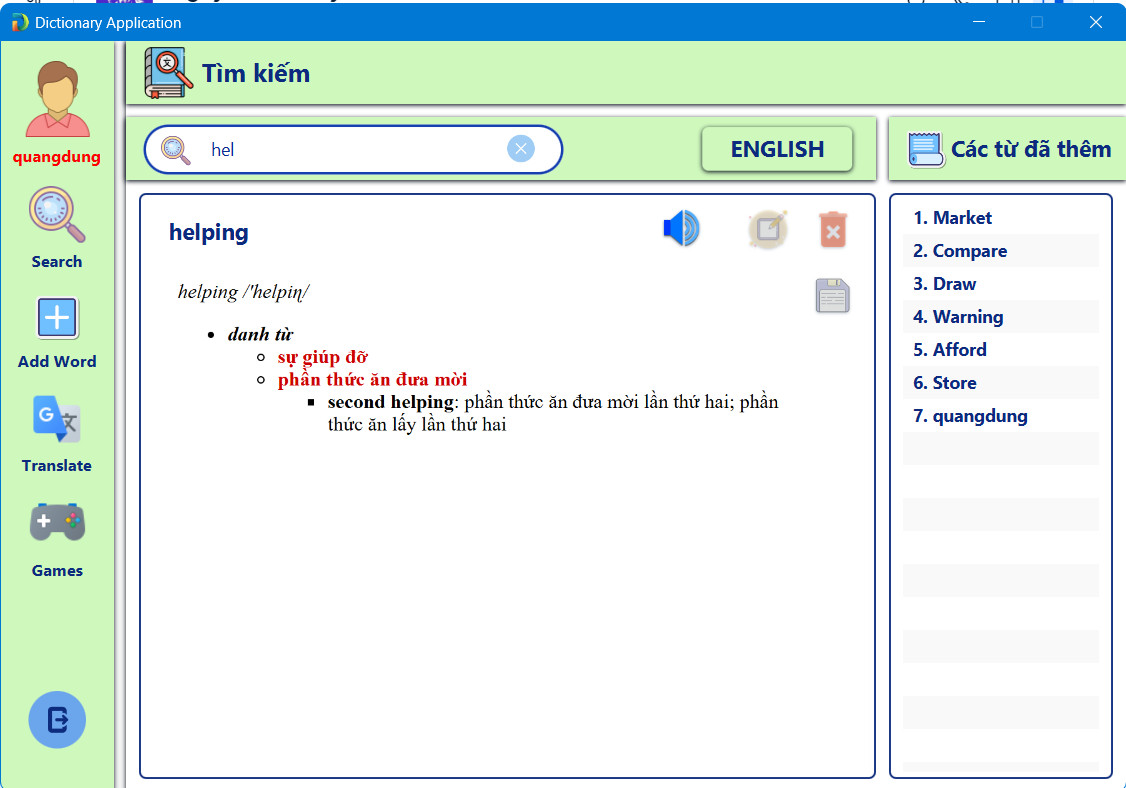 Dictionary Application
quangdung
Search
Add Word
Translate
Games
Tìm kiếm
hel
ENGLISH
helping
helping /'helpiɳ/
danh từ
sự giúp đỡ
phần thức ăn đưa mời
second helping: phần thức ăn đưa mời lần thứ hai; phần
thức ăn lấy lần thứ hai
Các từ đã thêm
1. Market
2. Compare
3. Draw
4. Warning
5. Afford
6. Store
7. quangdung